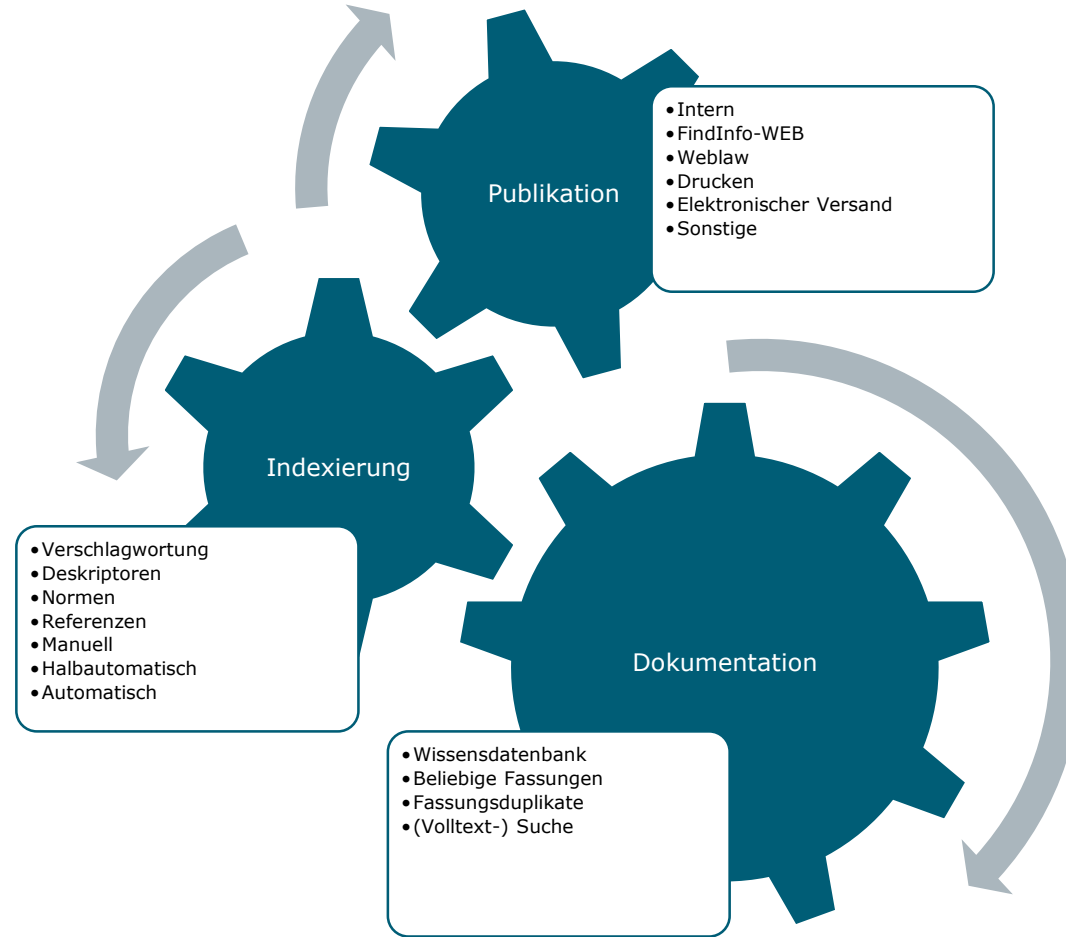 Publikation
• Intern
• FindInfo-WEB
• Weblaw
• Drucken
• Elektronischer Versand
• Sonstige
Indexierung
• Verschlagwortung
• Deskriptoren
• Normen
• Referenzen
• Manuell
• Halbautomatisch
• Automatisch
Dokumentation
• Wissensdatenbank
• Beliebige Fassungen
• Fassungsduplikate
• (Volltext-) Suche